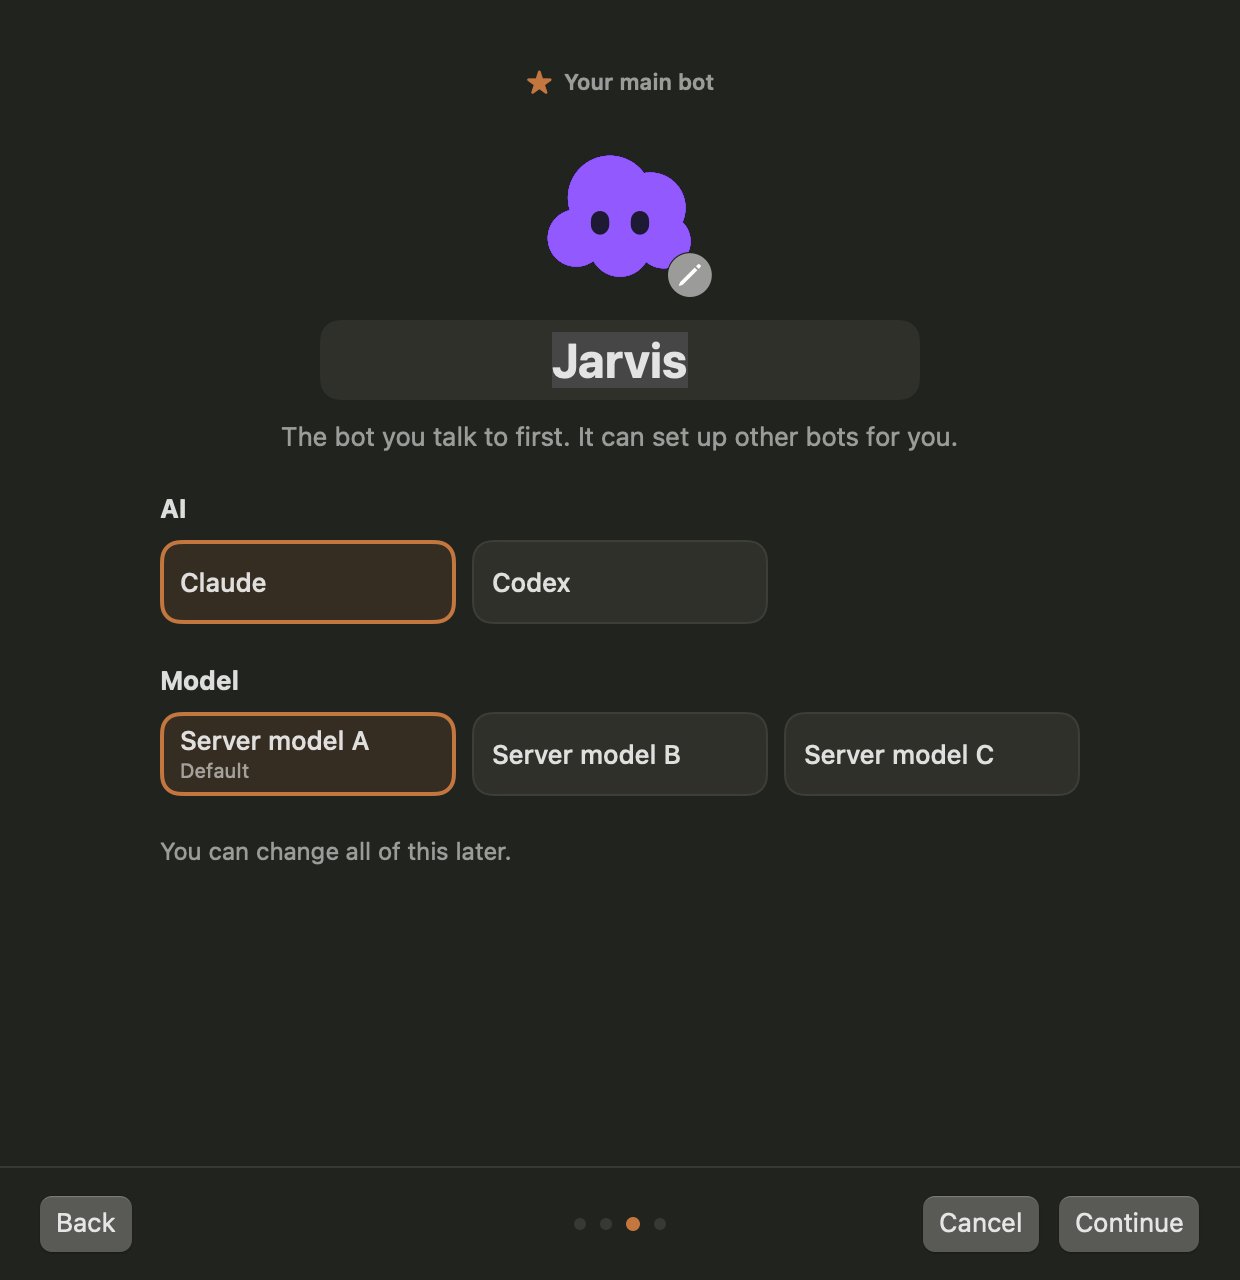 Your main bot
Jarvis
The bot you talk to first. It can set up other bots for you.
AI
Claude
Codex
Model
Server model A
Default
Server model B
Server model C
You can change all of this later.
Back
Cancel
Continue